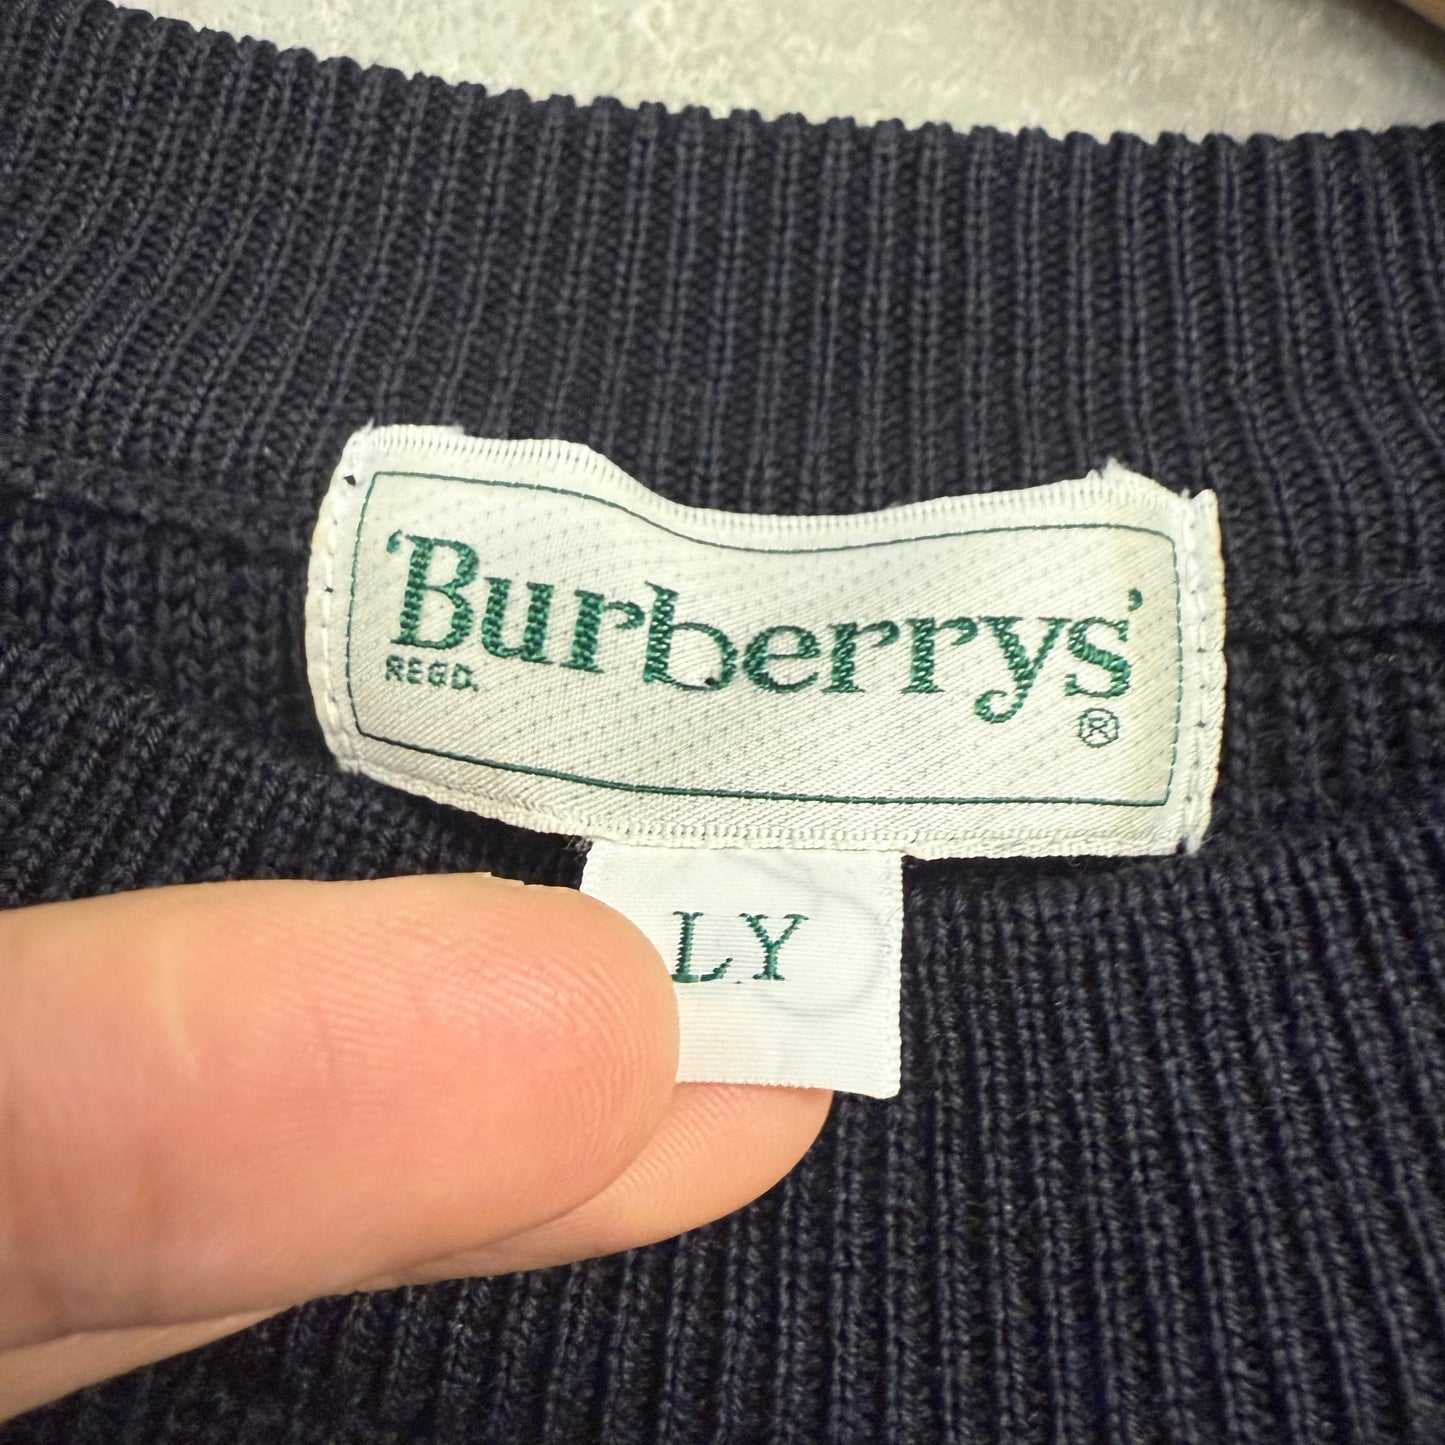 'Burberrys'
REGD.
®
LY